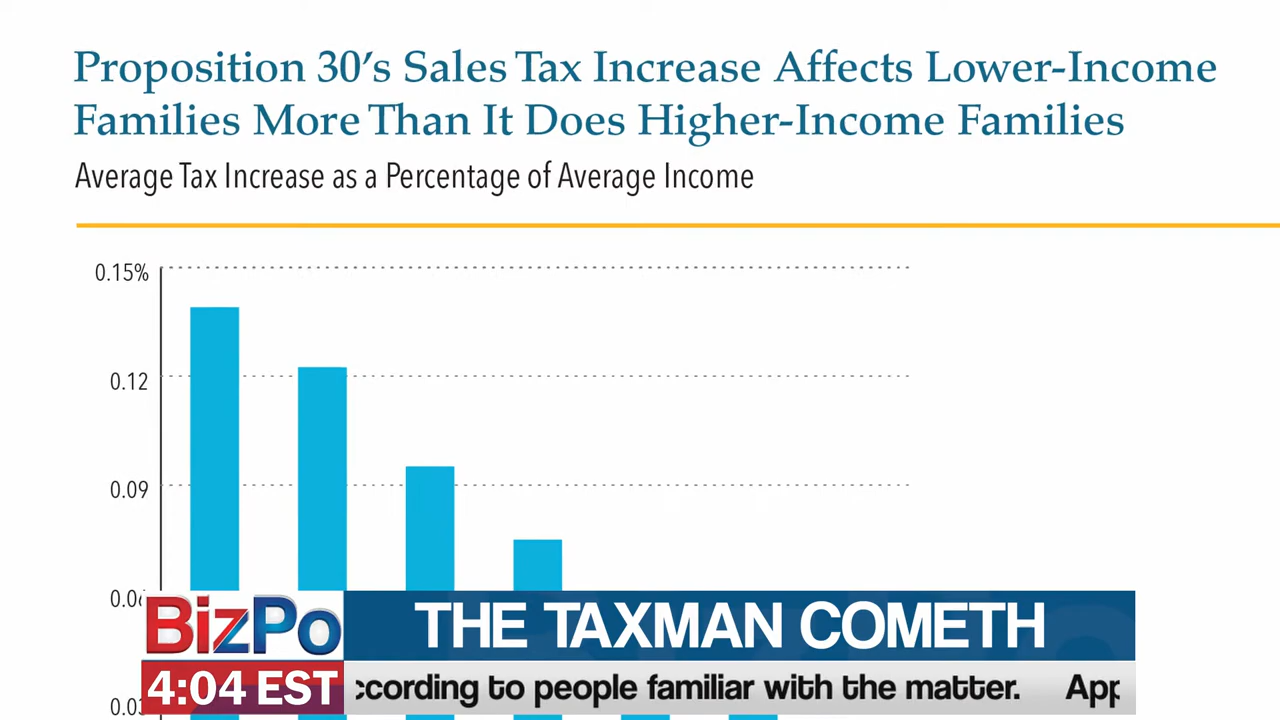 Proposition 30's Sales Tax Increase Affects Lower-Income
Families More Than It Does Higher-Income Families
Average Tax Increase as a Percentage of Average Income
0.15%
0.12
0.09
BizPo
THE TAXMAN COMETH
4:04 EST
to people familiar with the matter.